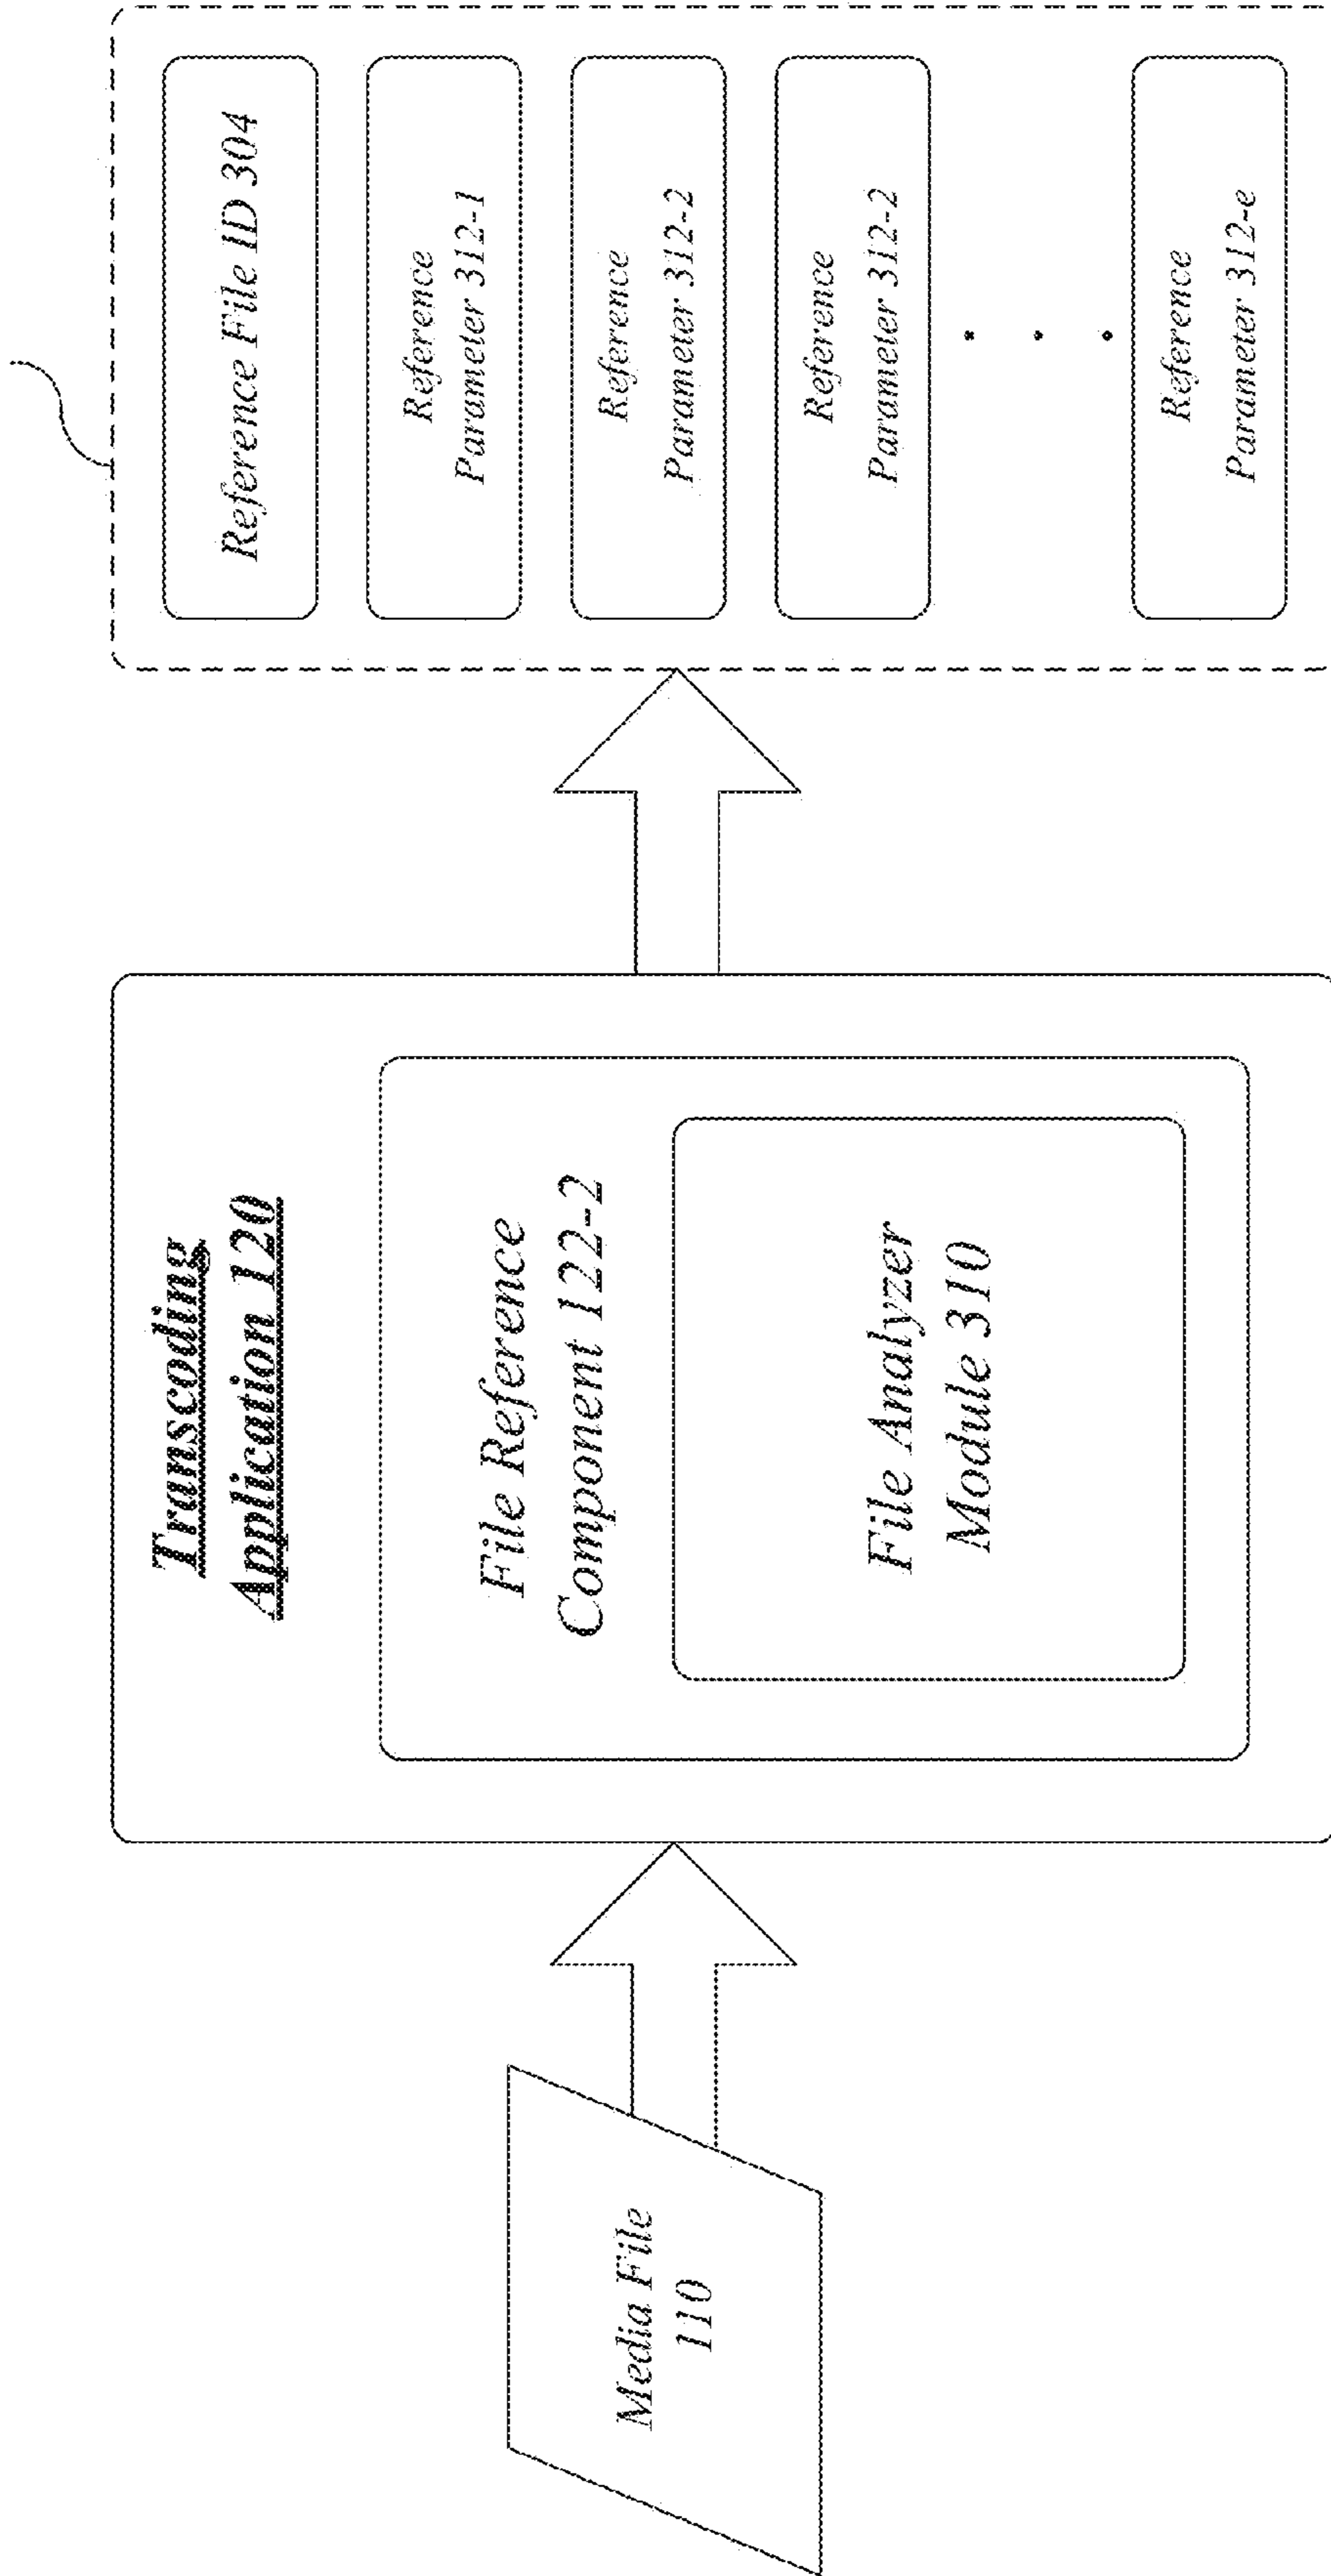 Media File
110
Transcoding
Application 120
File Reference
Component 122-2
File Analyzer
Module 310
Reference File ID 304
Reference
Parameter 312-1
Reference
Parameter 312-2
Reference
Parameter 312-2
Reference
Parameter 312-e